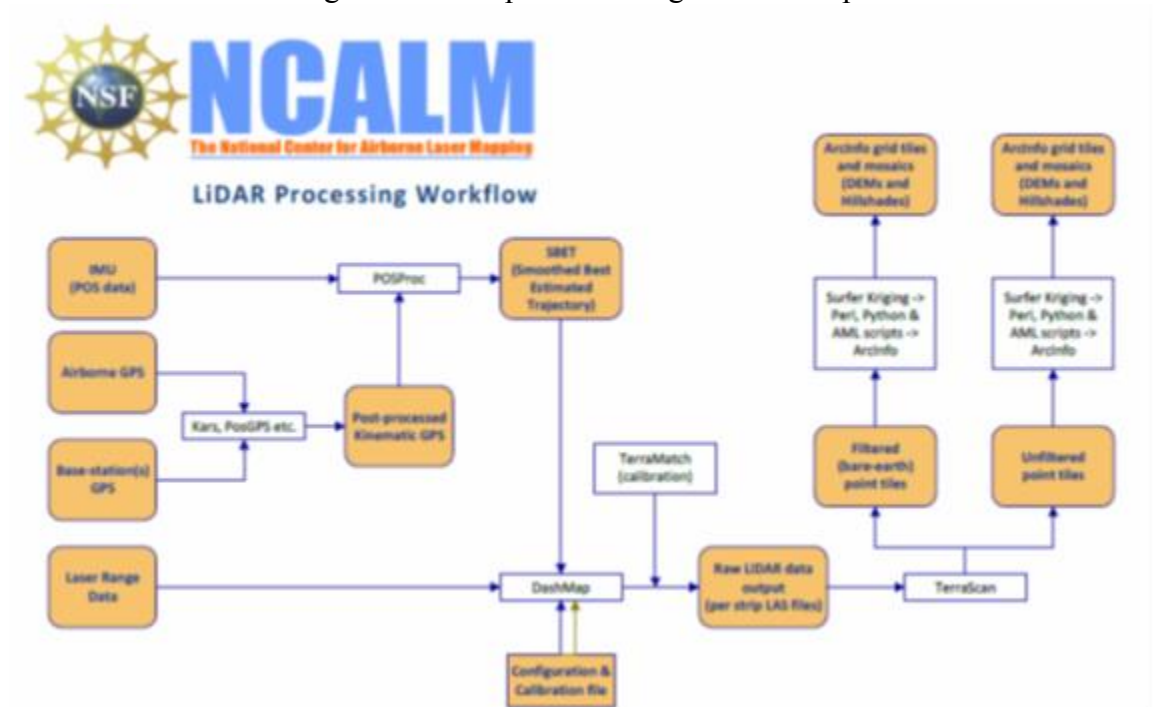 NSF
NCALM
The National Center for Airborne Laser Mapping
LiDAR Processing Workflow
ArcInfo grid tiles
and mosaics
(DEMs and
Hillshades)
ArcInfo grid tiles
and mosaics
(DEMs and
Hillshades)
IMU
(POS data)
POSProc
SBET
(Smoothed Best
Estimated
Trajectory)
Surfer Kriging ->
Perl, Python &
AML scripts ->
ArcInfo
Surfer Kriging ->
Perl, Python &
AML scripts ->
ArcInfo
Airborne GPS
Kars, PosGPS etc.
Post-processed
Kinematic GPS
Base-station(s)
GPS
TerraMatch
(calibration)
Filtered
(bare-earth)
point tiles
Unfiltered
point tiles
Laser Range
Data
DashMap
Raw LiDAR data
output
(per strip LAS files)
TerraScan
Configuration &
Calibration file